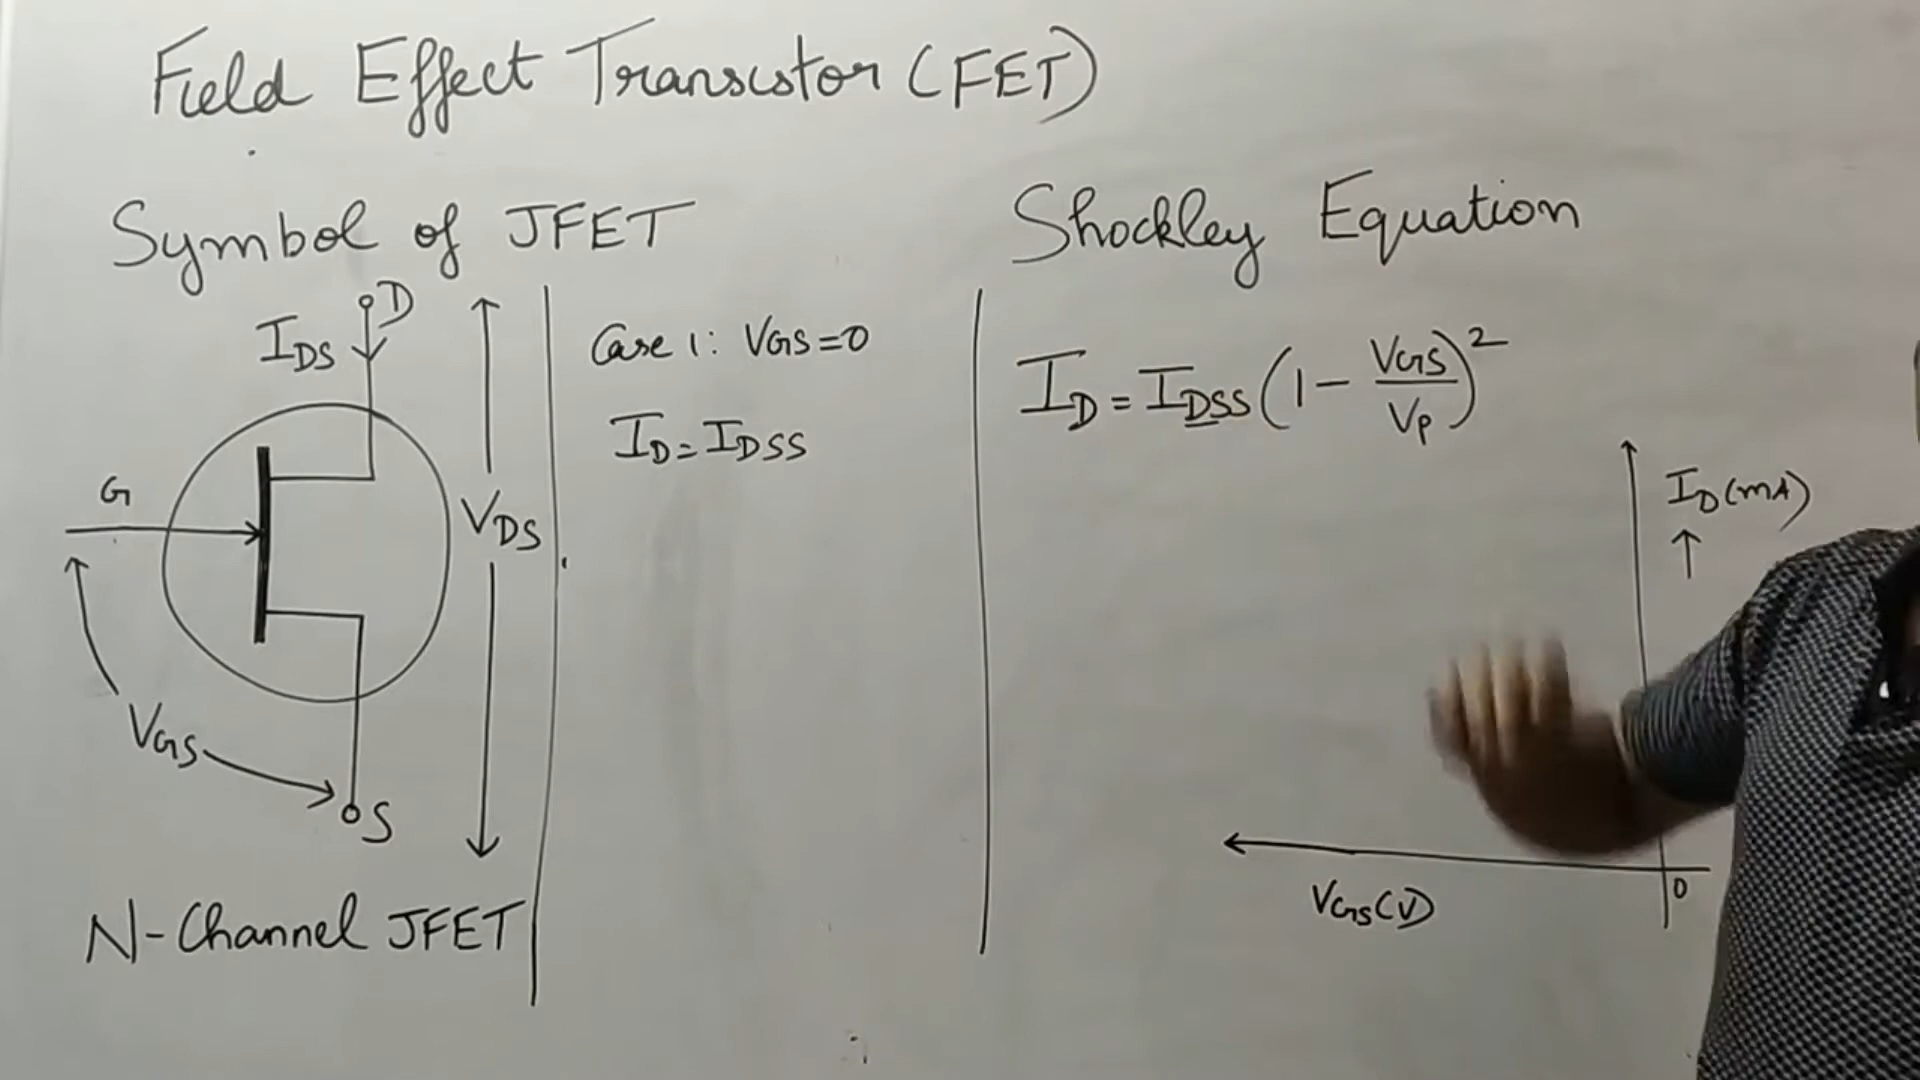 Field Effect Transistor (FET)
Symbol of JFET
D
IDS
G
VDS
VGS
S
N-Channel JFET
Case 1: VGS=0
ID=IDSS
Shockley Equation
ID=IDSS(1-VGS/VP)²
ID(mA)
↑
VGS(V)
0